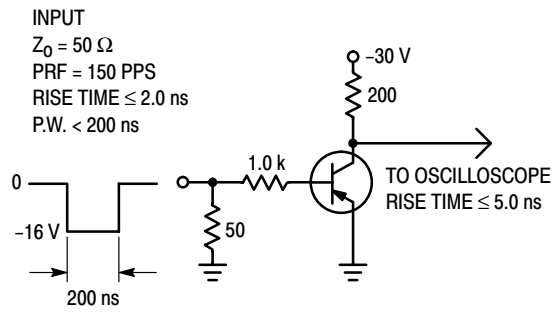 INPUT
Z₀ = 50 Ω
PRF = 150 PPS
RISE TIME ≤ 2.0 ns
P.W. < 200 ns
−30 V
200
1.0 k
TO OSCILLOSCOPE
RISE TIME ≤ 5.0 ns
0
50
−16 V
200 ns